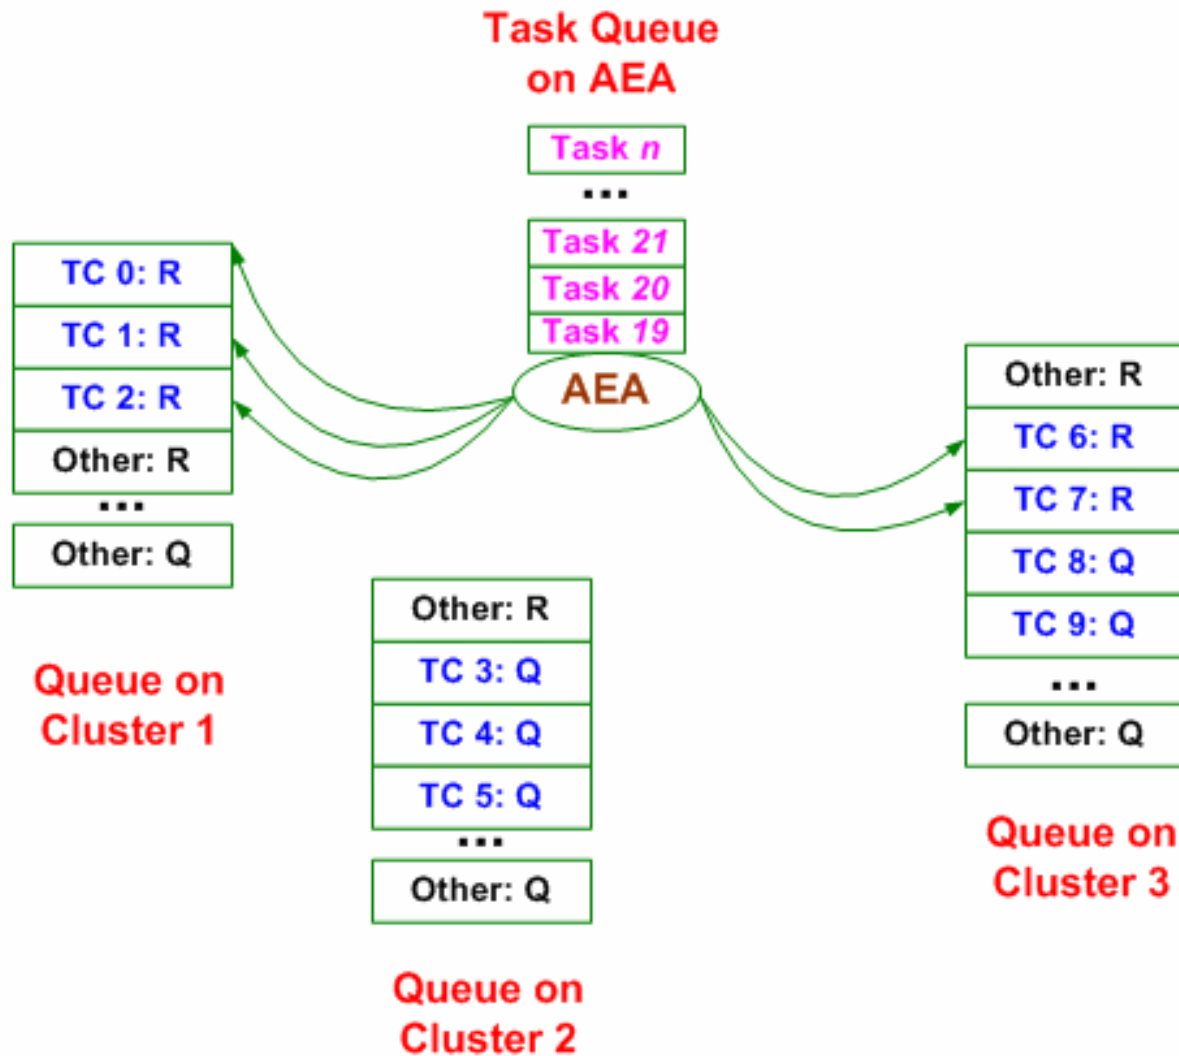 Task Queue
on AEA
Task n
...
Task 21
Task 20
Task 19
AEA
TC 0: R
TC 1: R
TC 2: R
Other: R
...
Other: Q
Queue on
Cluster 1
Other: R
TC 3: Q
TC 4: Q
TC 5: Q
...
Other: Q
Queue on
Cluster 2
Other: R
TC 6: R
TC 7: R
TC 8: Q
TC 9: Q
...
Other: Q
Queue on
Cluster 3